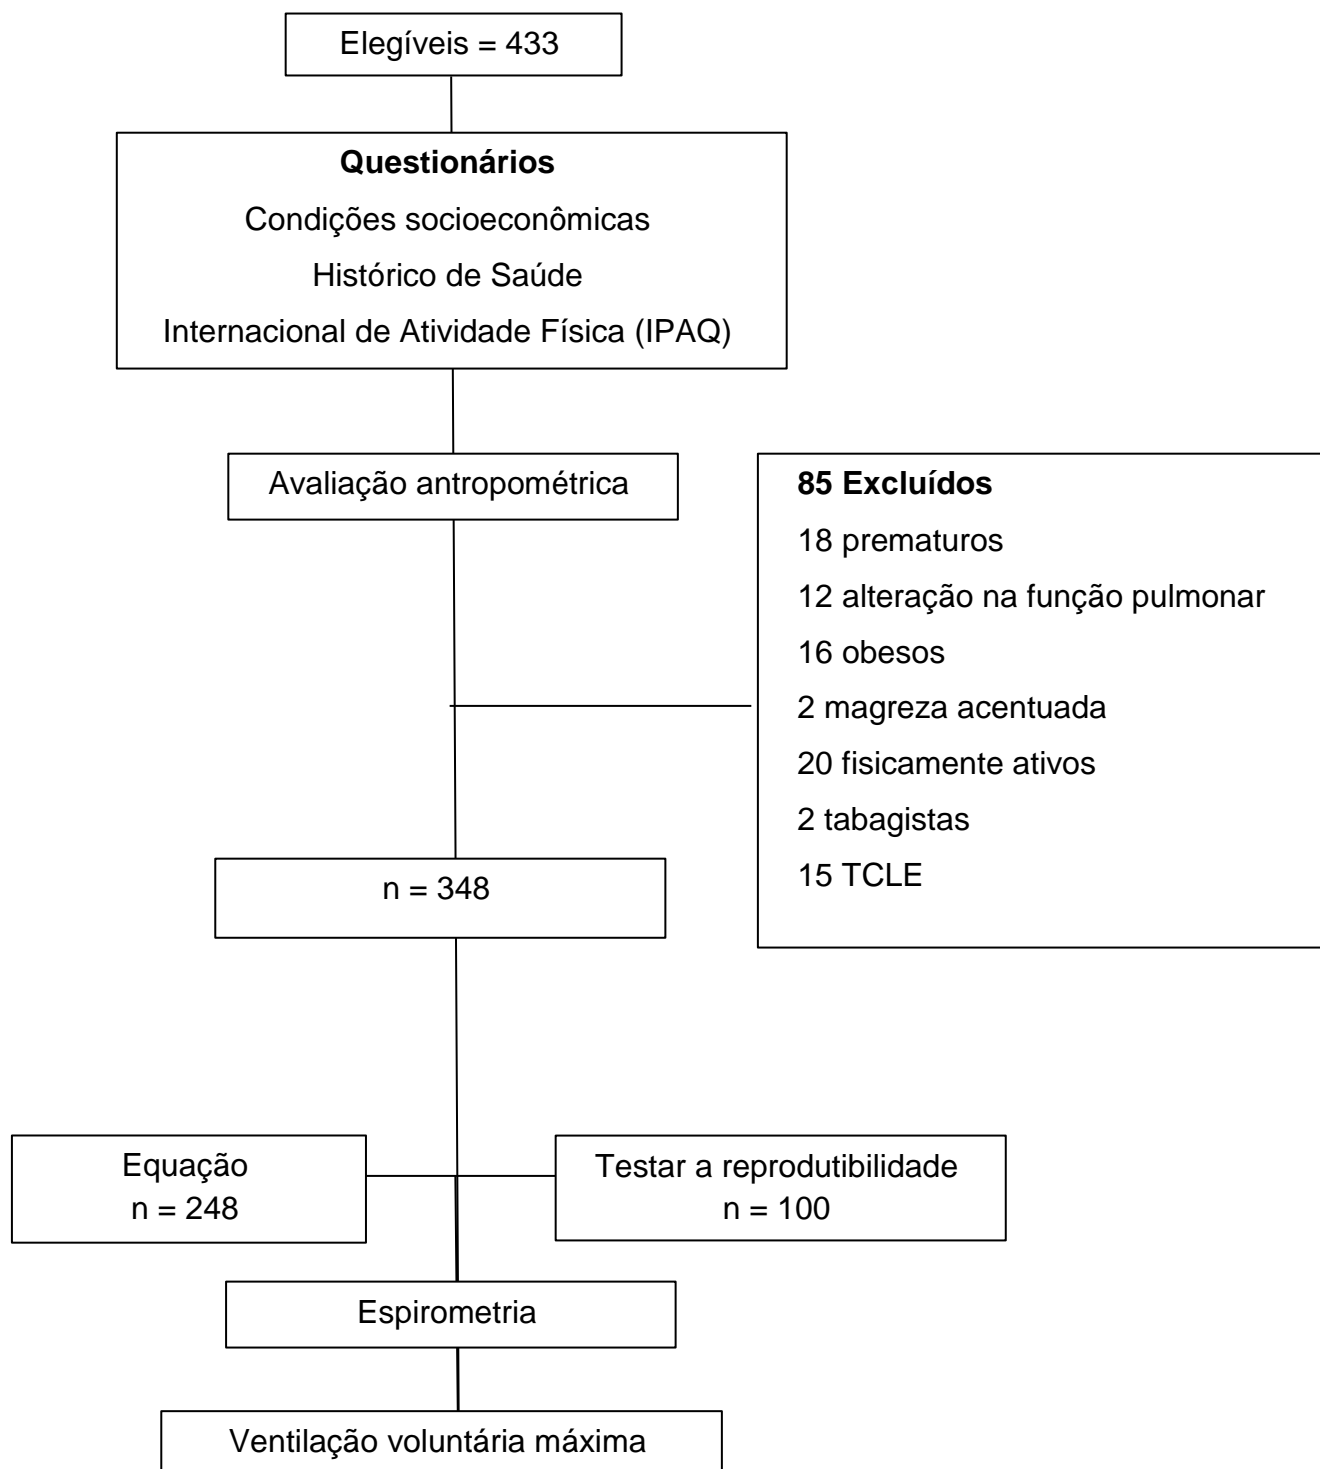 Elegíveis = 433
Questionários
Condições socioeconômicas
Histórico de Saúde
Internacional de Atividade Física (IPAQ)
Avaliação antropométrica
85 Excluídos
18 prematuros
12 alteração na função pulmonar
16 obesos
2 magreza acentuada
20 fisicamente ativos
2 tabagistas
15 TCLE
n = 348
Equação
n = 248
Testar a reprodutibilidade
n = 100
Espirometria
Ventilação voluntária máxima